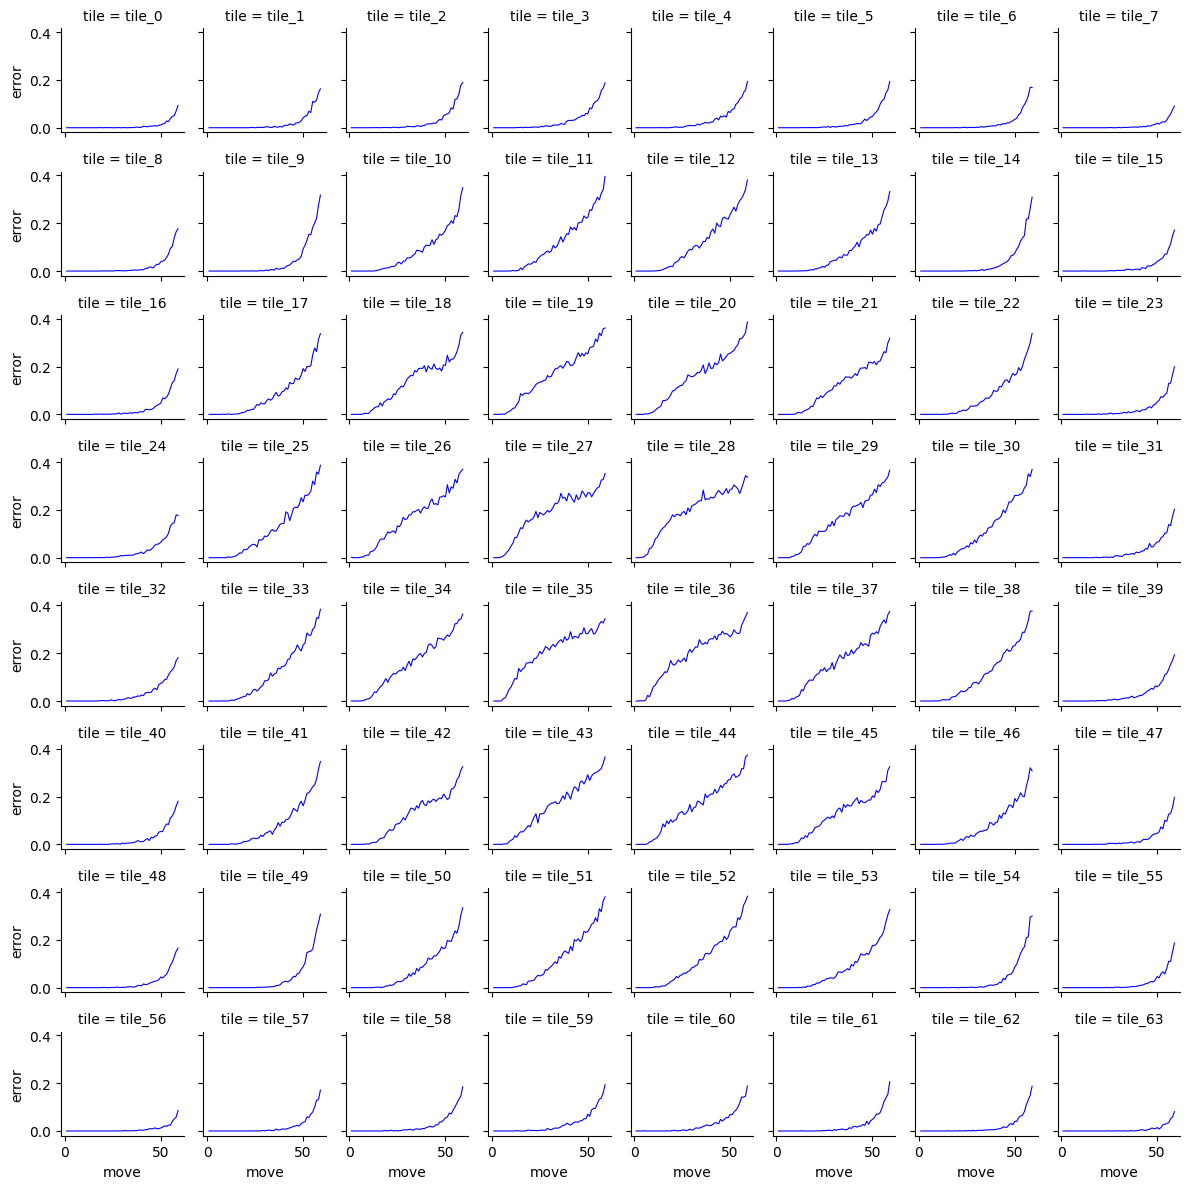 tile = tile_0 tile = tile_1 tile = tile_2 tile = tile_3 tile = tile_4 tile = tile_5 tile = tile_6 tile = tile_7
0.4
error
0.2
0.0
tile = tile_8 tile = tile_9 tile = tile_10 tile = tile_11 tile = tile_12 tile = tile_13 tile = tile_14 tile = tile_15
0.4
error
0.2
0.0
tile = tile_16 tile = tile_17 tile = tile_18 tile = tile_19 tile = tile_20 tile = tile_21 tile = tile_22 tile = tile_23
0.4
error
0.2
0.0
tile = tile_24 tile = tile_25 tile = tile_26 tile = tile_27 tile = tile_28 tile = tile_29 tile = tile_30 tile = tile_31
0.4
error
0.2
0.0
tile = tile_32 tile = tile_33 tile = tile_34 tile = tile_35 tile = tile_36 tile = tile_37 tile = tile_38 tile = tile_39
0.4
error
0.2
0.0
tile = tile_40 tile = tile_41 tile = tile_42 tile = tile_43 tile = tile_44 tile = tile_45 tile = tile_46 tile = tile_47
0.4
error
0.2
0.0
tile = tile_48 tile = tile_49 tile = tile_50 tile = tile_51 tile = tile_52 tile = tile_53 tile = tile_54 tile = tile_55
0.4
error
0.2
0.0
tile = tile_56 tile = tile_57 tile = tile_58 tile = tile_59 tile = tile_60 tile = tile_61 tile = tile_62 tile = tile_63
0.4
error
0.2
0.0
0 50 0 50 0 50 0 50 0 50 0 50 0 50 0 50
move move move move move move move move